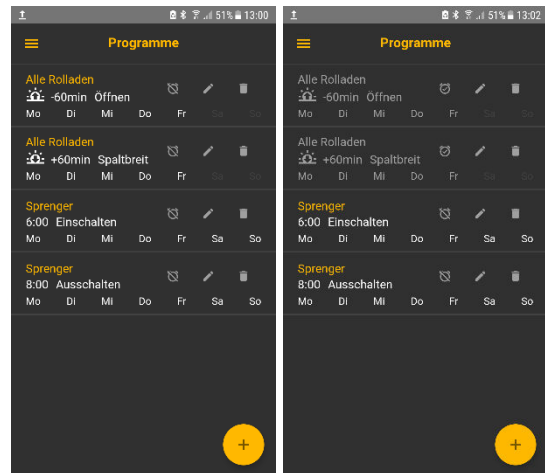 51% 13:00
Programme
Alle Rolladen
-60min Öffnen
Mo Di Mi Do Fr Sa So
Alle Rolladen
+60min Spaltbreit
Mo Di Mi Do Fr Sa So
Sprenger
6:00 Einschalten
Mo Di Mi Do Fr Sa So
Sprenger
8:00 Ausschalten
Mo Di Mi Do Fr Sa So
+
51% 13:02
Programme
Alle Rolladen
-60min Öffnen
Mo Di Mi Do Fr Sa So
Alle Rolladen
+60min Spaltbreit
Mo Di Mi Do Fr Sa So
Sprenger
6:00 Einschalten
Mo Di Mi Do Fr Sa So
Sprenger
8:00 Ausschalten
Mo Di Mi Do Fr Sa So
+